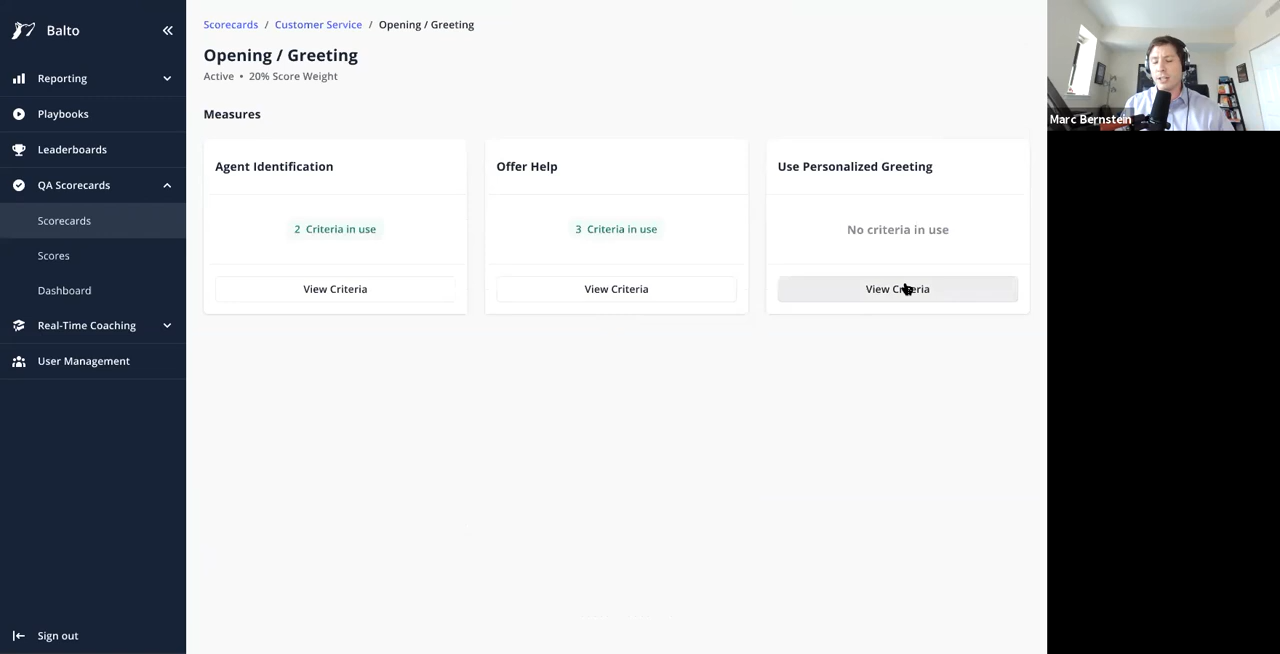 Balto
Reporting
Playbooks
Leaderboards
QA Scorecards
Scorecards
Scores
Dashboard
Real-Time Coaching
User Management
Sign out
Scorecards / Customer Service / Opening / Greeting
Opening / Greeting
Active • 20% Score Weight
Measures
Agent Identification
2 Criteria in use
View Criteria
Offer Help
3 Criteria in use
View Criteria
Use Personalized Greeting
No criteria in use
View Criteria
Marc Bernstein